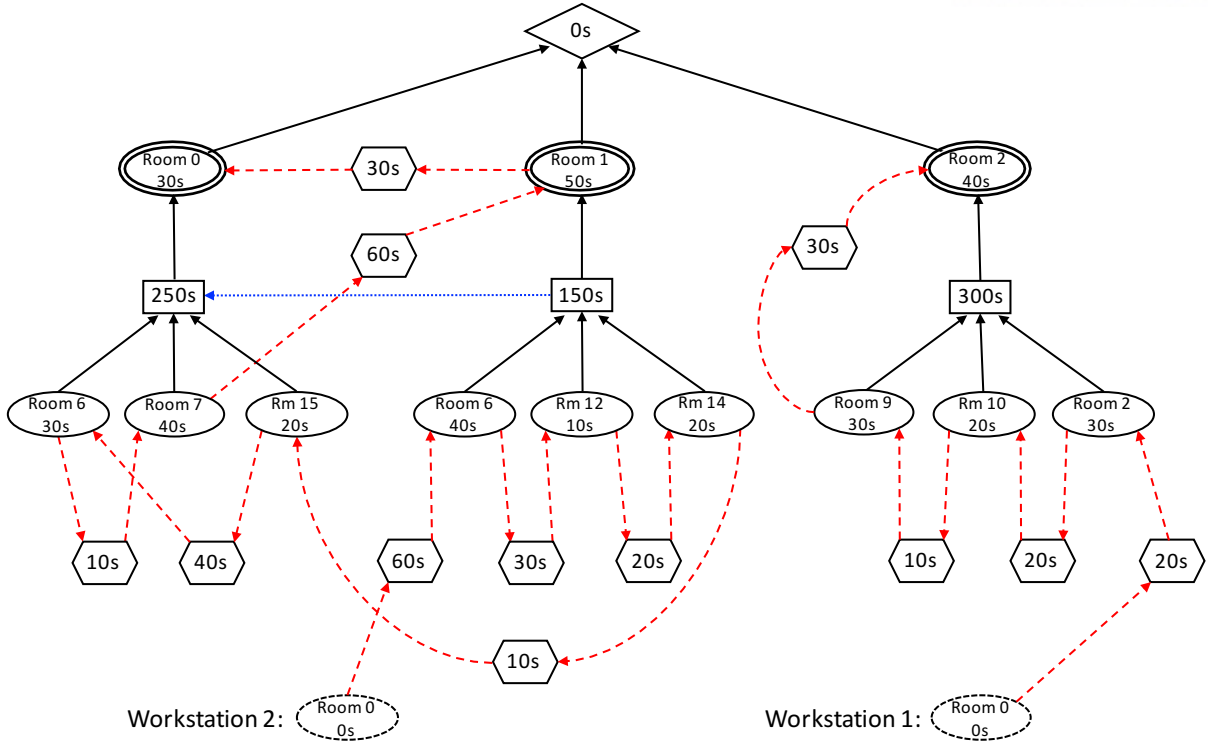 0s
Room 0
30s
30s
Room 1
50s
Room 2
40s
60s
30s
250s
150s
300s
Room 6
30s
Room 7
40s
Rm 15
20s
Room 6
40s
Rm 12
10s
Rm 14
20s
Room 9
30s
Rm 10
20s
Room 2
30s
10s
40s
60s
30s
20s
10s
20s
20s
10s
Workstation 2:
Room 0
0s
Workstation 1:
Room 0
0s